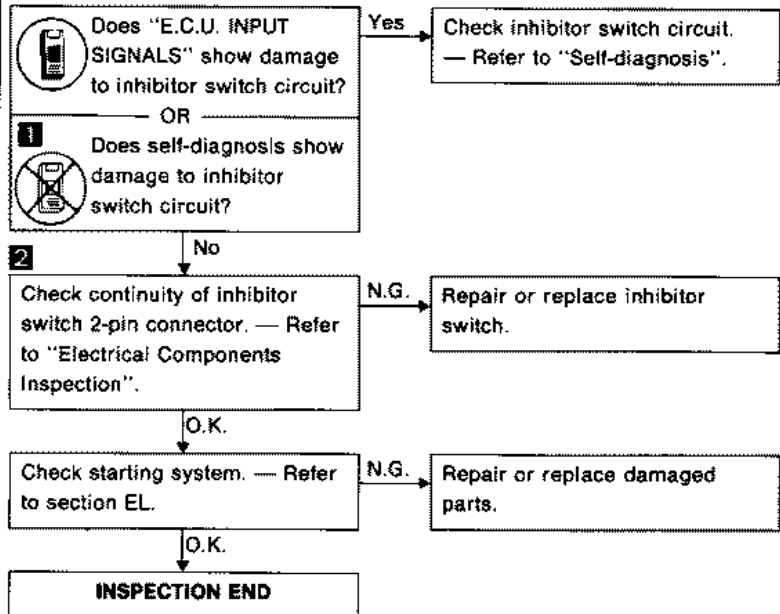 Does "E.C.U. INPUT
SIGNALS" show damage
to inhibitor switch circuit?
Yes
Check inhibitor switch circuit.
— Refer to "Self-diagnosis".
OR
1
Does self-diagnosis show
damage to inhibitor
switch circuit?
No
2
Check continuity of inhibitor
switch 2-pin connector. — Refer
to "Electrical Components
Inspection".
N.G.
Repair or replace inhibitor
switch.
O.K.
Check starting system. — Refer
to section EL.
N.G.
Repair or replace damaged
parts.
O.K.
INSPECTION END